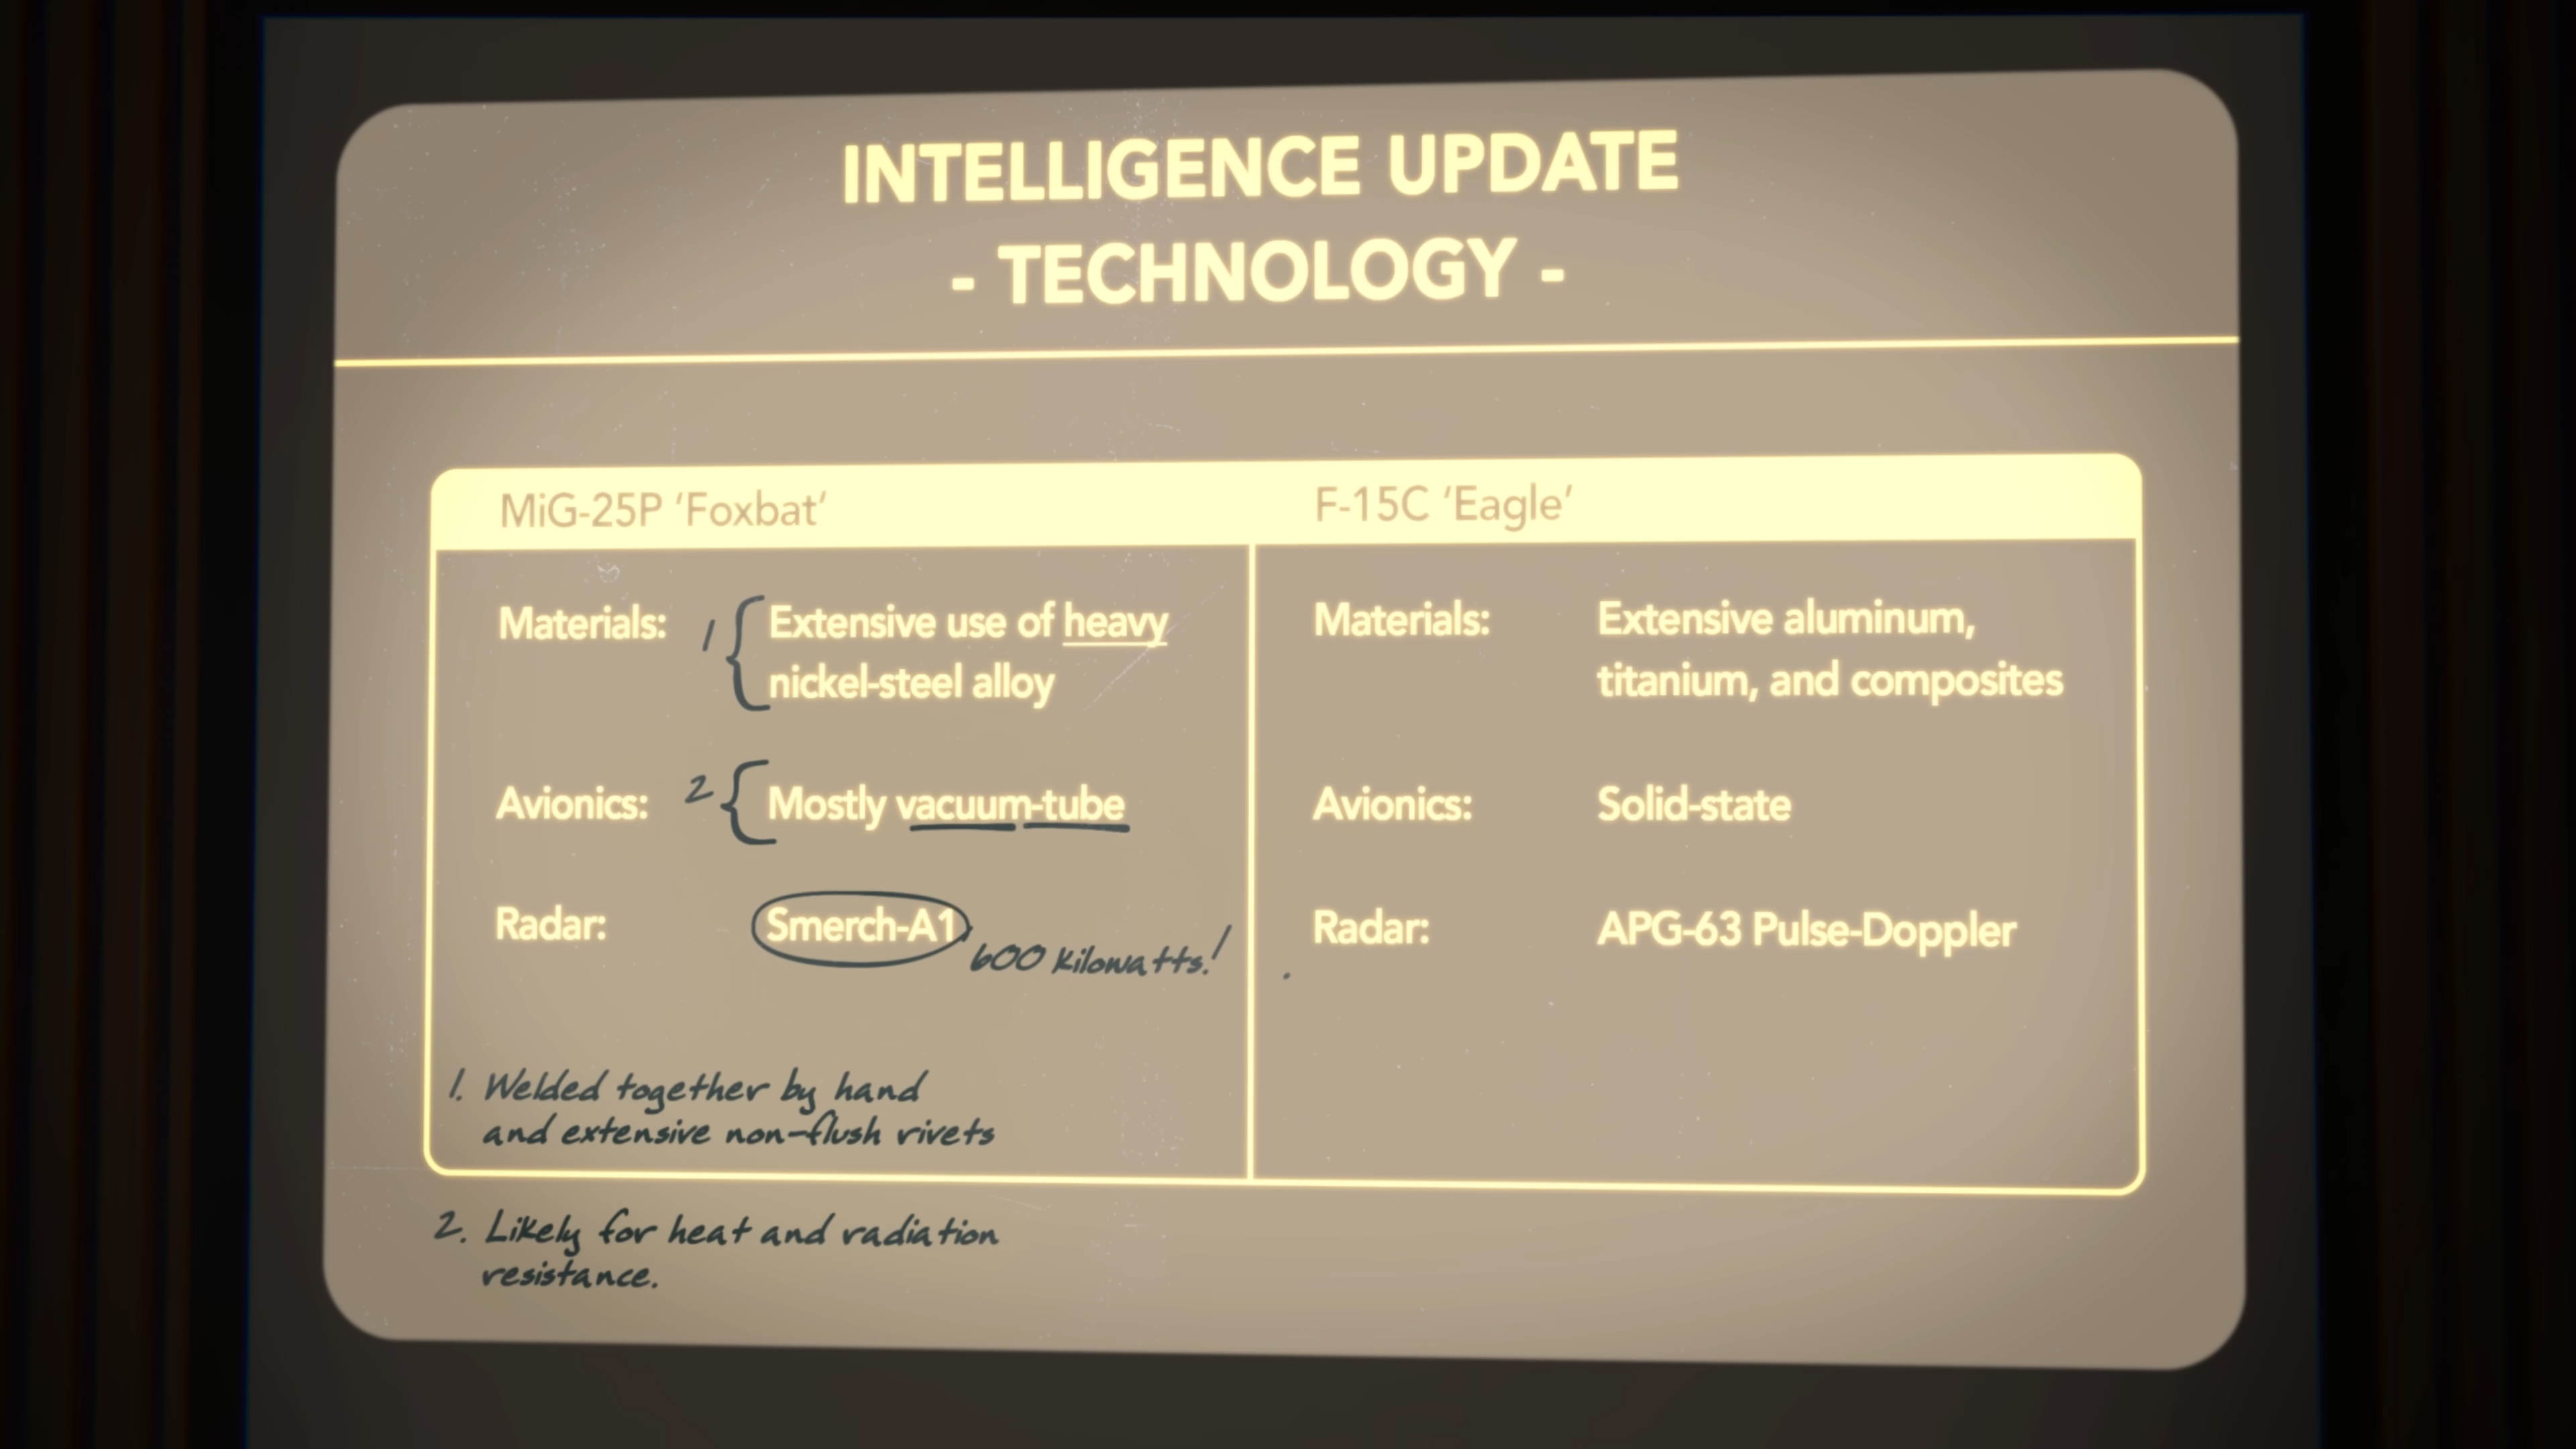 INTELLIGENCE UPDATE
- TECHNOLOGY -
MiG-25P ‘Foxbat’
Materials:
1
Extensive use of heavy
nickel-steel alloy
Avionics:
2
Mostly vacuum-tube
Radar:
Smerch-A1
600 kilowatts!
1. Welded together by hand
and extensive non-flush rivets
2. Likely for heat and radiation
resistance.
F-15C ‘Eagle’
Materials:
Extensive aluminum,
titanium, and composites
Avionics:
Solid-state
Radar:
APG-63 Pulse-Doppler